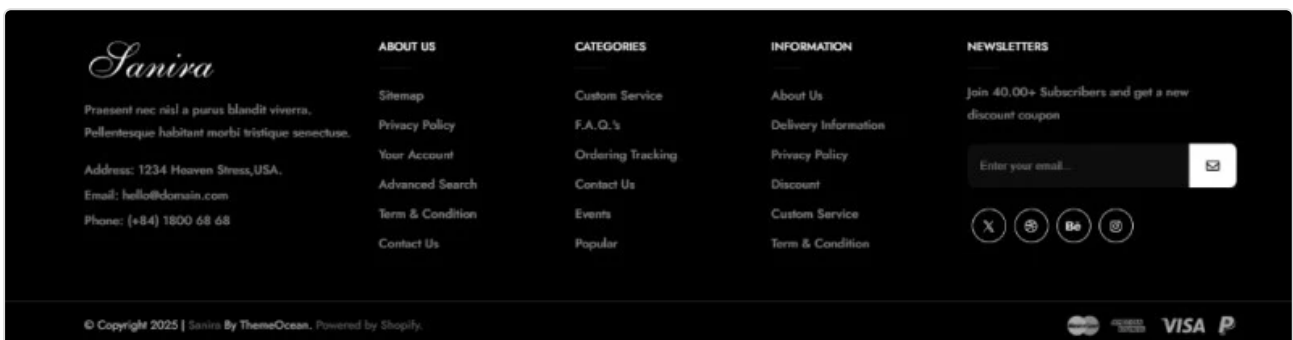 Sanira
Praesent nec nisl a purus blandit viverra,
Pellentesque habitant morbi tristique senectuse.
Address: 1234 Heaven Stress,USA.
Email: hello@domain.com
Phone: (+84) 1800 68 68
ABOUT US
Sitemap
Privacy Policy
Your Account
Advanced Search
Term & Condition
Contact Us
CATEGORIES
Custom Service
F.A.Q.'s
Ordering Tracking
Contact Us
Events
Popular
INFORMATION
About Us
Delivery Information
Privacy Policy
Discount
Custom Service
Term & Condition
NEWSLETTERS
Join 40.00+ Subscribers and get a new
discount coupon
Enter your email...
X
Bē
© Copyright 2025 | Sanira By ThemeOcean. Powered by Shopify.
VISA P